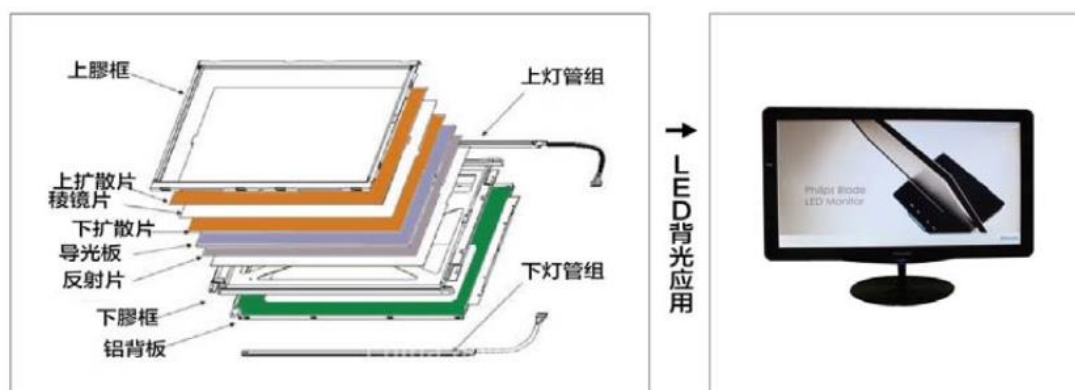 上膠框
上灯管组
上扩散片
稜镜片
下扩散片
导光板
反射片
下灯管组
下膠框
铝背板
LED背光应用
Philips Blade
LED Monitor